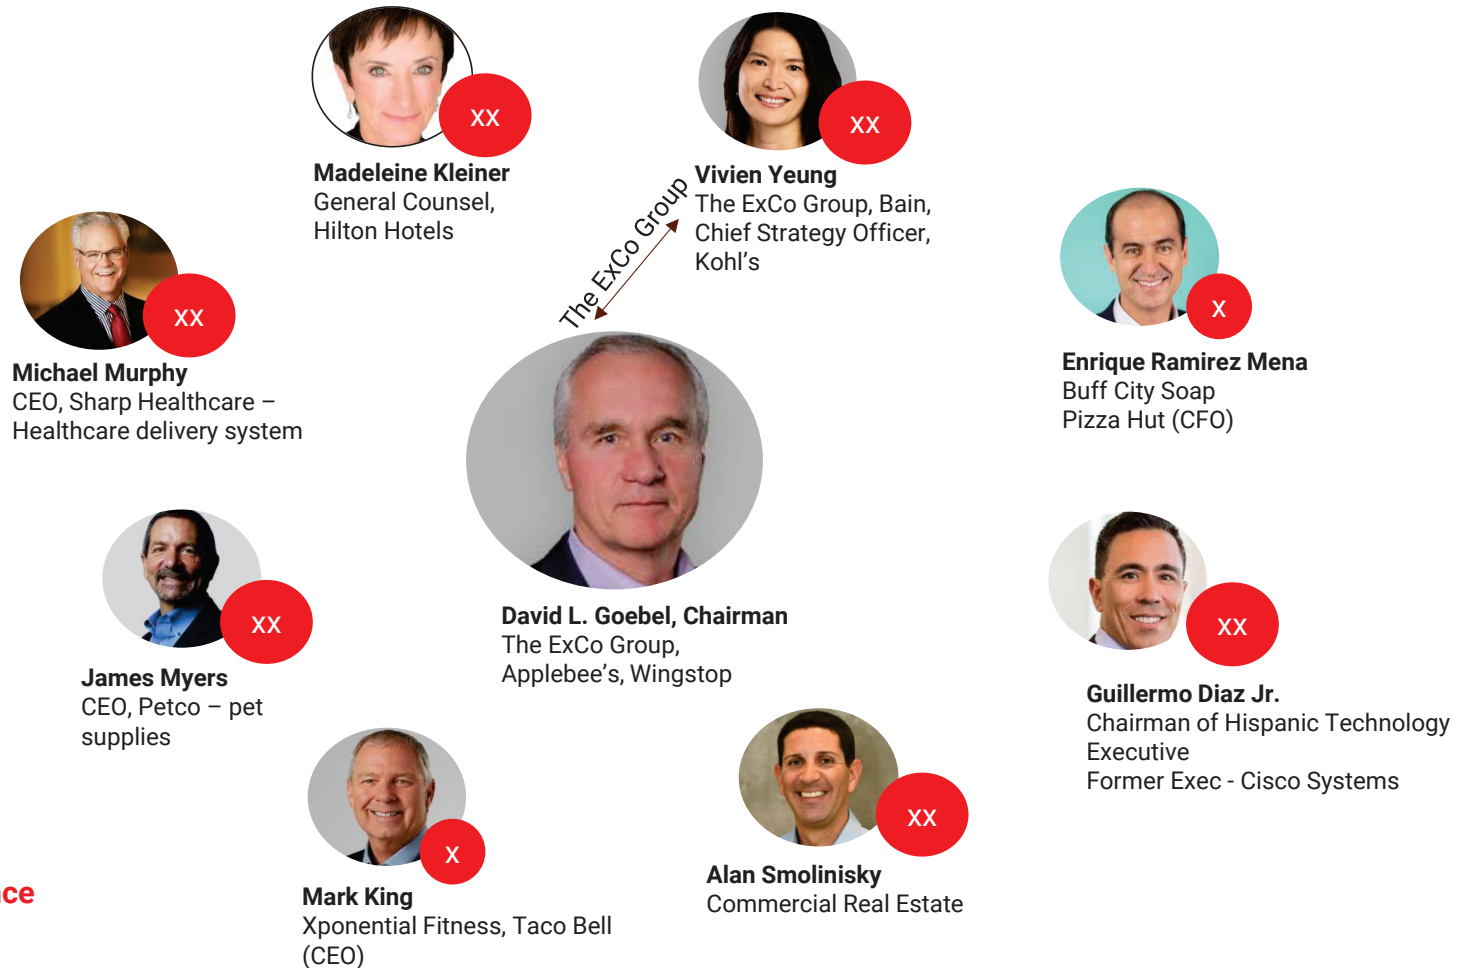 XX
Madeleine Kleiner
General Counsel,
Hilton Hotels
XX
Vivien Yeung
The ExCo Group, Bain,
Chief Strategy Officer,
Kohl's
The ExCo Group
XX
Michael Murphy
CEO, Sharp Healthcare –
Healthcare delivery system
X
Enrique Ramirez Mena
Buff City Soap
Pizza Hut (CFO)
David L. Goebel, Chairman
The ExCo Group,
Applebee's, Wingstop
XX
James Myers
CEO, Petco – pet
supplies
XX
Guillermo Diaz Jr.
Chairman of Hispanic Technology
Executive
Former Exec - Cisco Systems
X
Mark King
Xponential Fitness, Taco Bell
(CEO)
XX
Alan Smolinisky
Commercial Real Estate